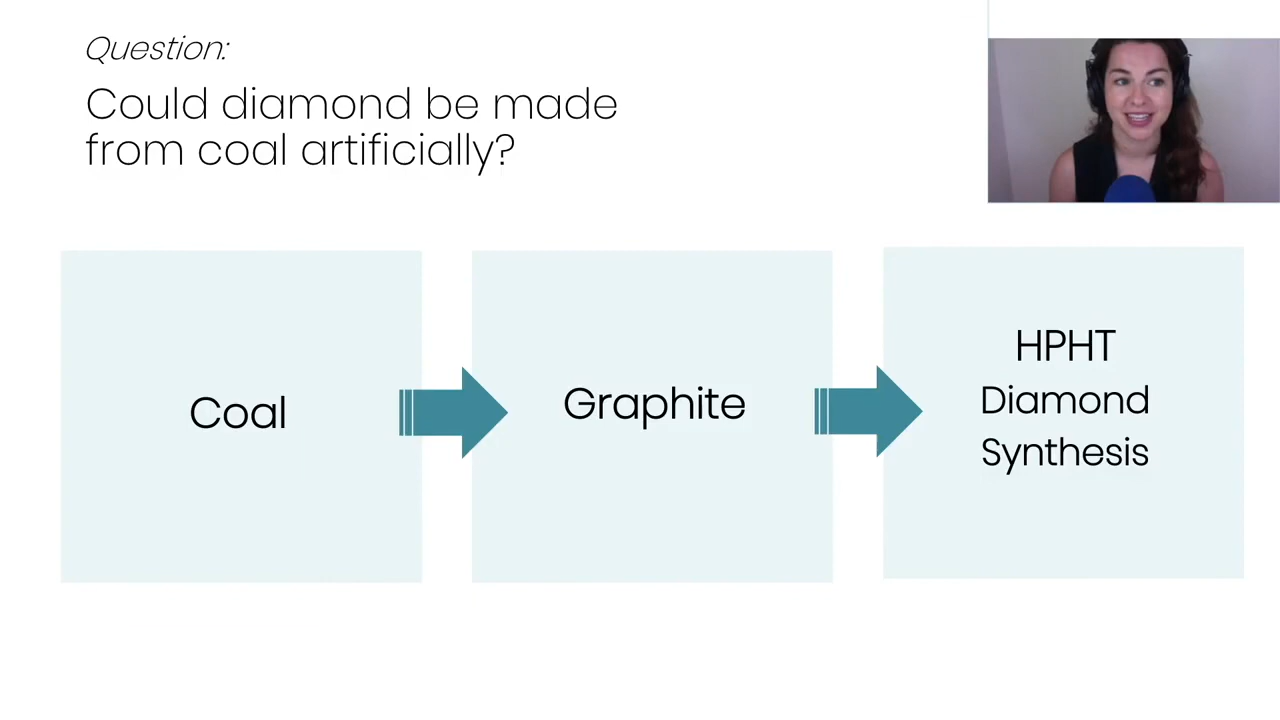 Question:
Could diamond be made
from coal artificially?
Coal
Graphite
HPHT
Diamond
Synthesis